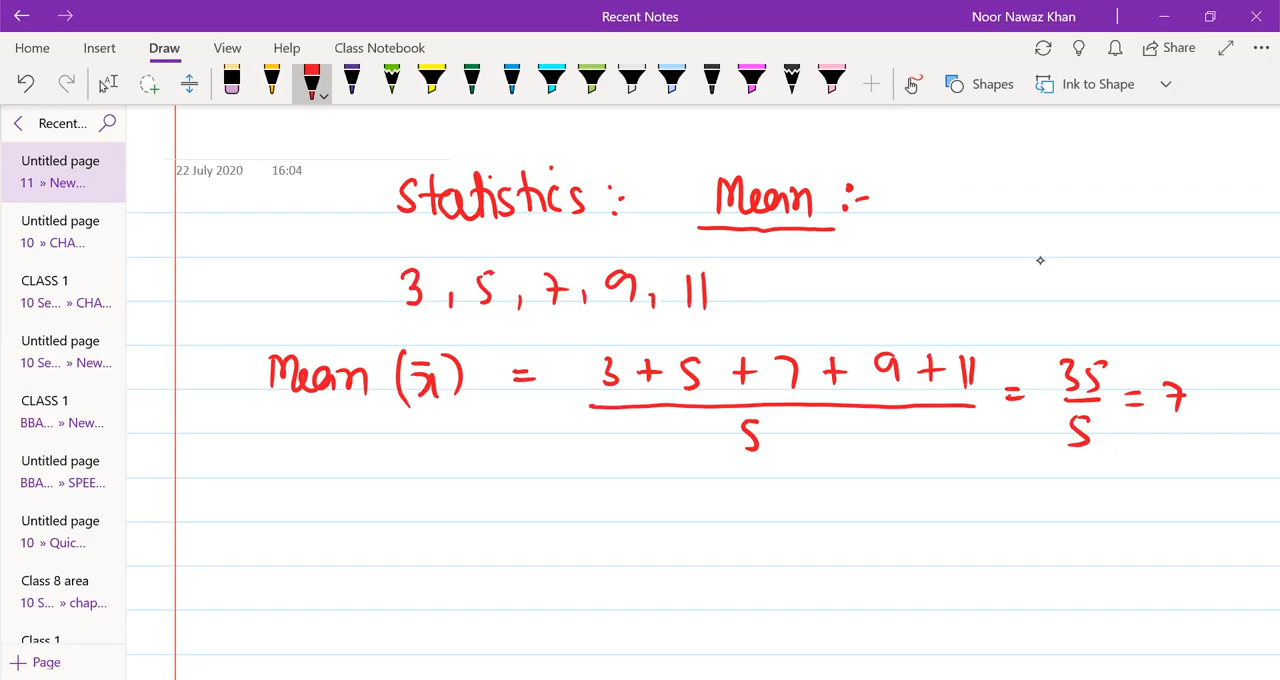 Recent Notes
Noor Nawaz Khan
Home Insert Draw View Help Class Notebook
Share
Shapes Ink to Shape
Recent...
Untitled page
11 » New...
Untitled page
10 » CHA...
CLASS 1
10 Se... » CHA...
Untitled page
10 Se... » New...
CLASS 1
BBA... » New...
Untitled page
BBA... » SPEE...
Untitled page
10 » Quic...
Class 8 area
10 S... » chap...
Class 1
+ Page
22 July 2020 16:04
Statistics :- Mean :-
3, 5, 7, 9, 11
Mean (x̄) = 3 + 5 + 7 + 9 + 11 / 5 = 35 / 5 = 7